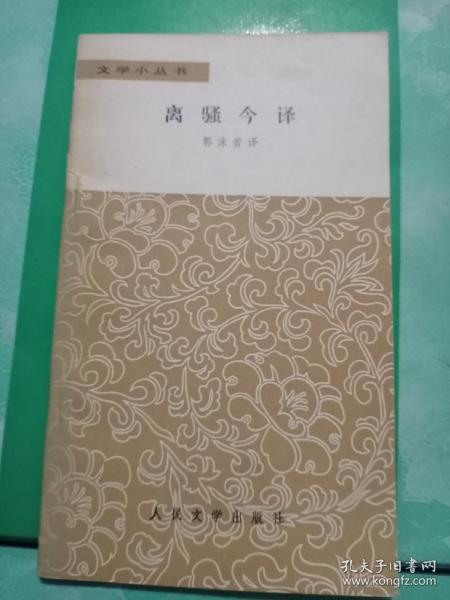 文学小丛书
离骚今译
郭沫若译
人民文学出版社
孔夫子旧书网
www.kongfz.com